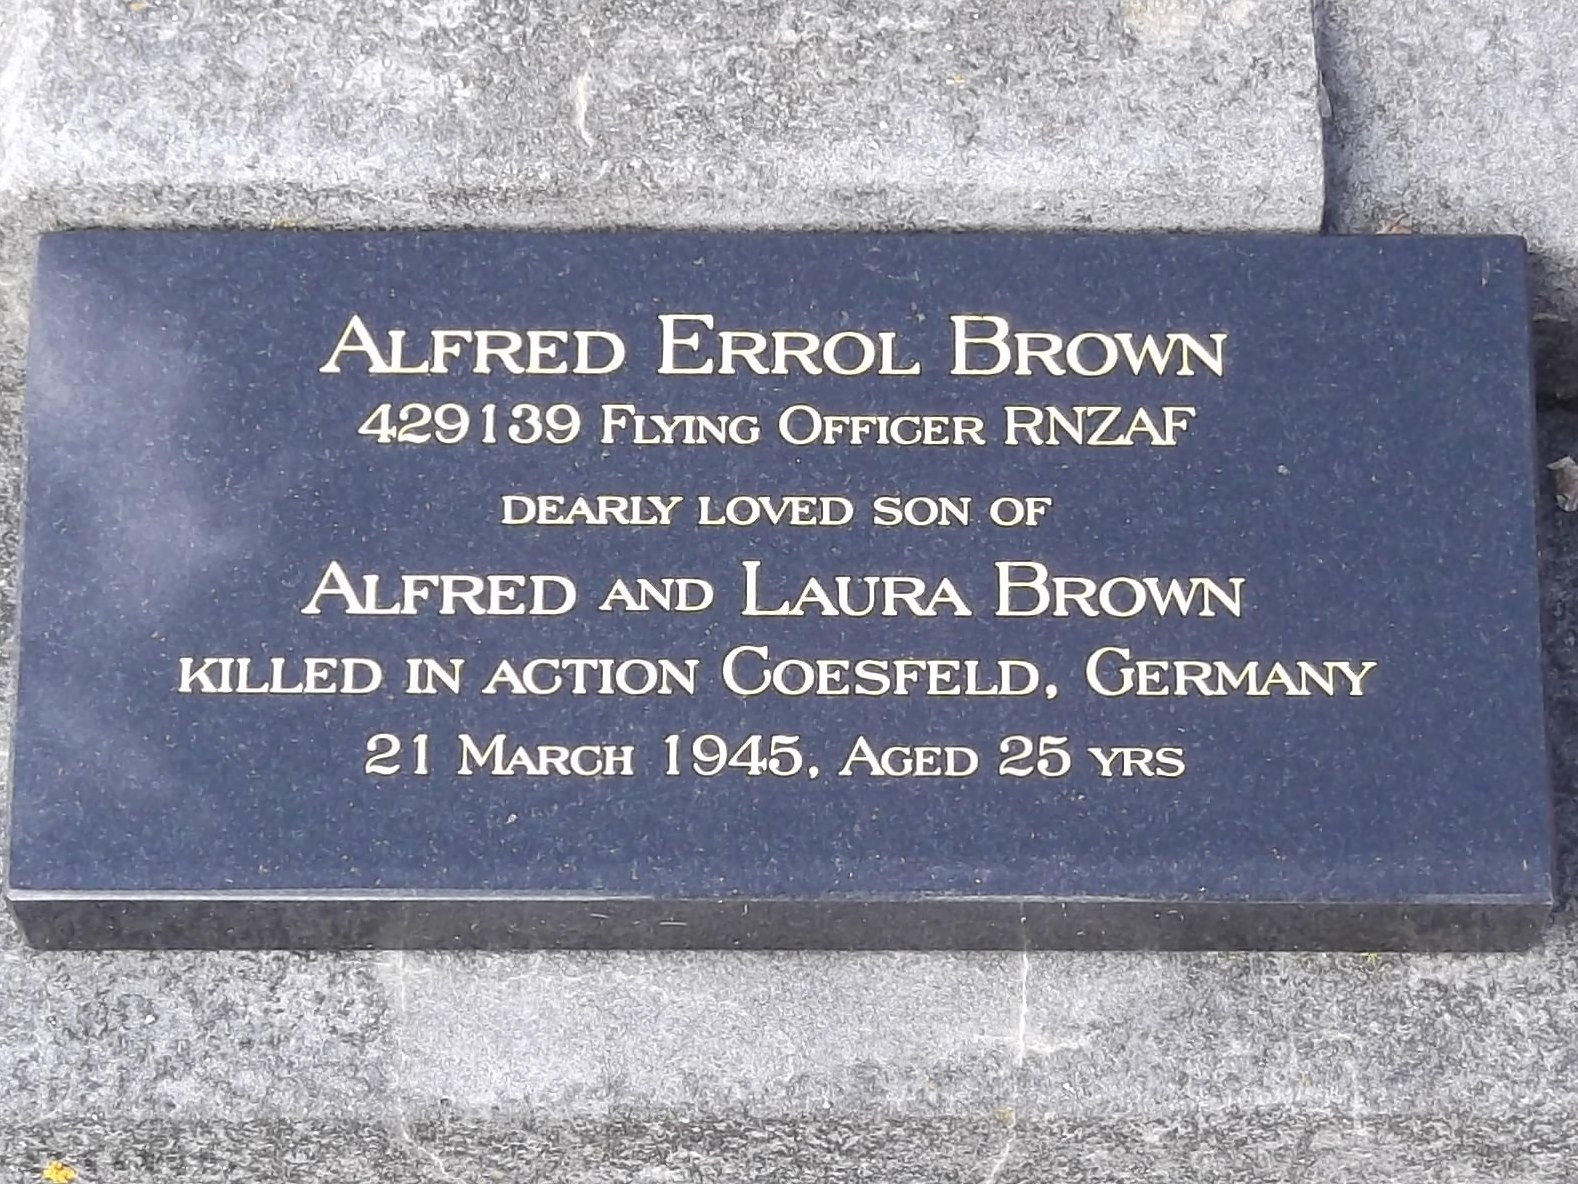 Alfred Errol Brown
429139 Flying Officer RNZAF
dearly loved son of
Alfred and Laura Brown
killed in action Coesfeld, Germany
21 March 1945, Aged 25 yrs